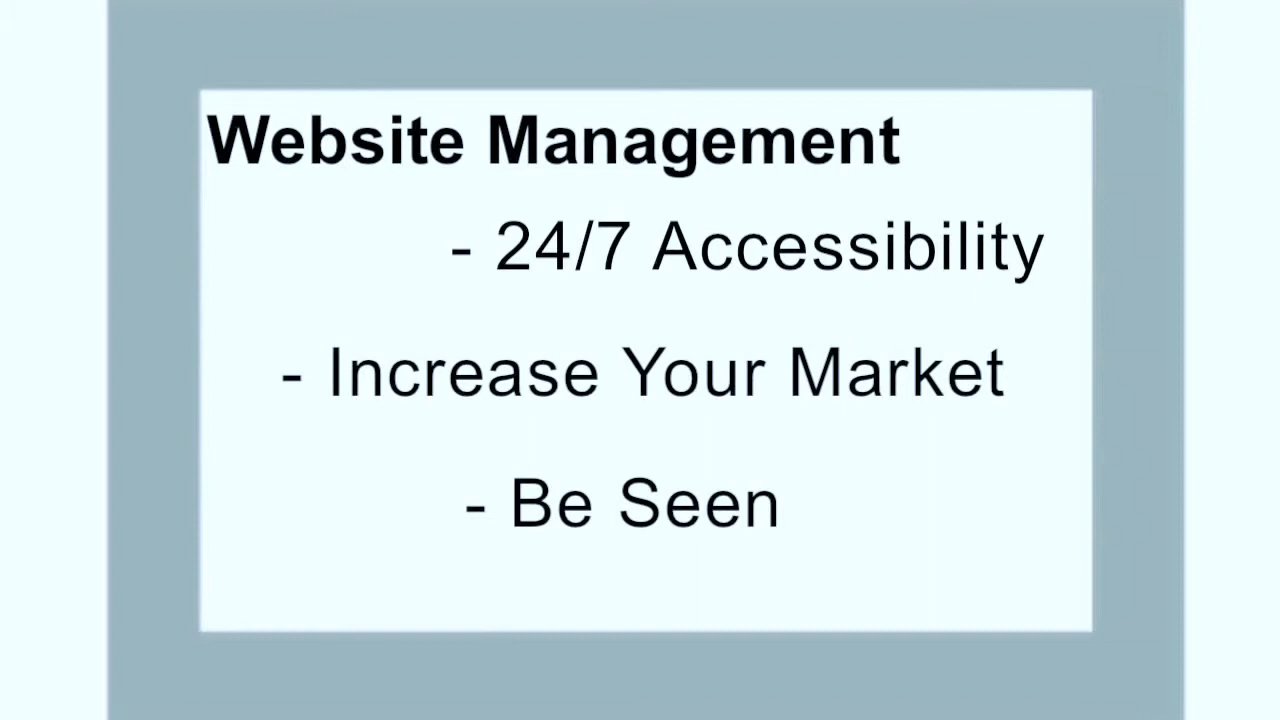 Website Management
- 24/7 Accessibility
- Increase Your Market
- Be Seen